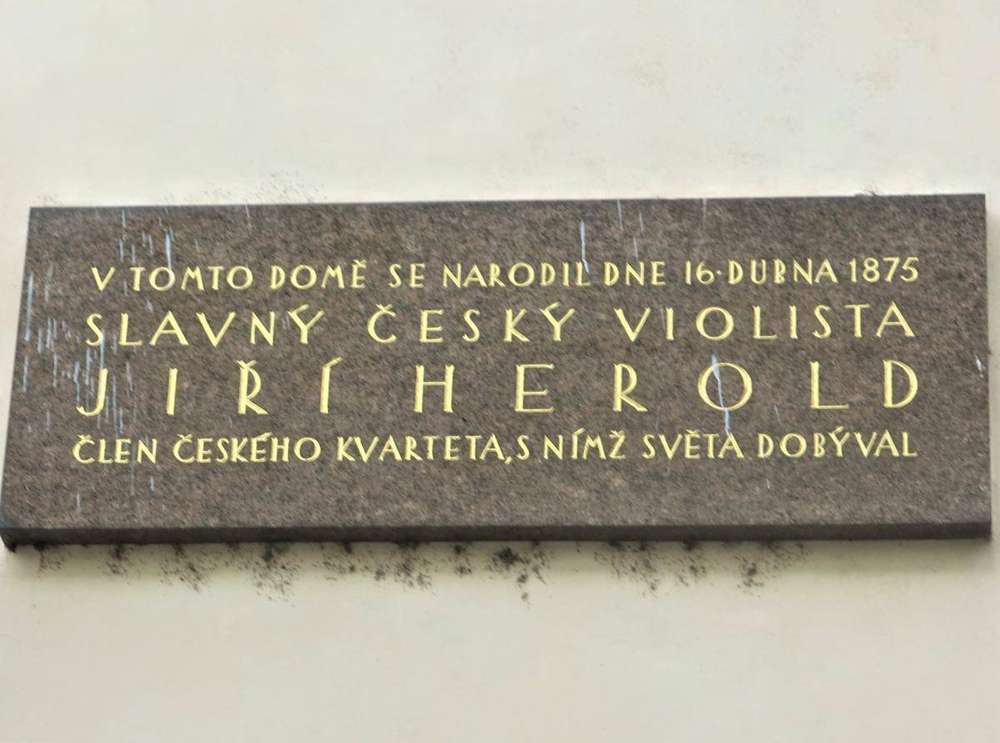 V TOMTO DOMĚ SE NARODIL DNE 16·DUBNA 1875
SLAVNÝ ČESKÝ VIOLISTA
JIŘÍ HEROLD
ČLEN ČESKÉHO KVARTETA, S NÍMŽ SVĚTA DOBÝVAL